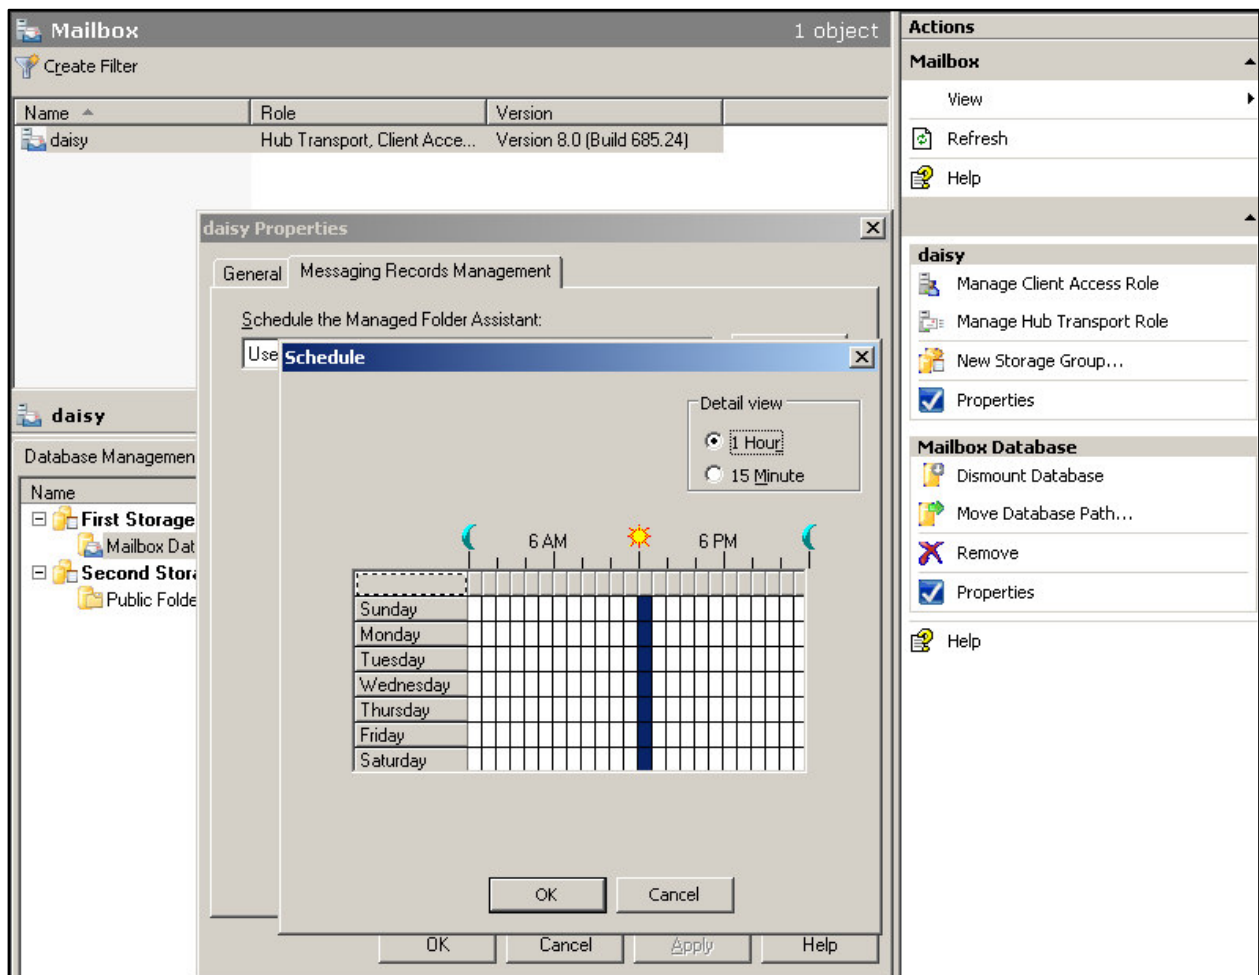 Mailbox 1 object
Create Filter
Name Role Version
daisy Hub Transport, Client Acce... Version 8.0 (Build 685.24)
daisy
Database Managemen
Name
First Storage
Mailbox Dat
Second Stora
Public Folde
daisy Properties
General Messaging Records Management
Schedule the Managed Folder Assistant:
Use
Schedule
Detail view
1 Hour
15 Minute
6 AM 6 PM
Sunday
Monday
Tuesday
Wednesday
Thursday
Friday
Saturday
OK Cancel
OK Cancel Apply Help
Actions
Mailbox
View
Refresh
Help
daisy
Manage Client Access Role
Manage Hub Transport Role
New Storage Group...
Properties
Mailbox Database
Dismount Database
Move Database Path...
Remove
Properties
Help